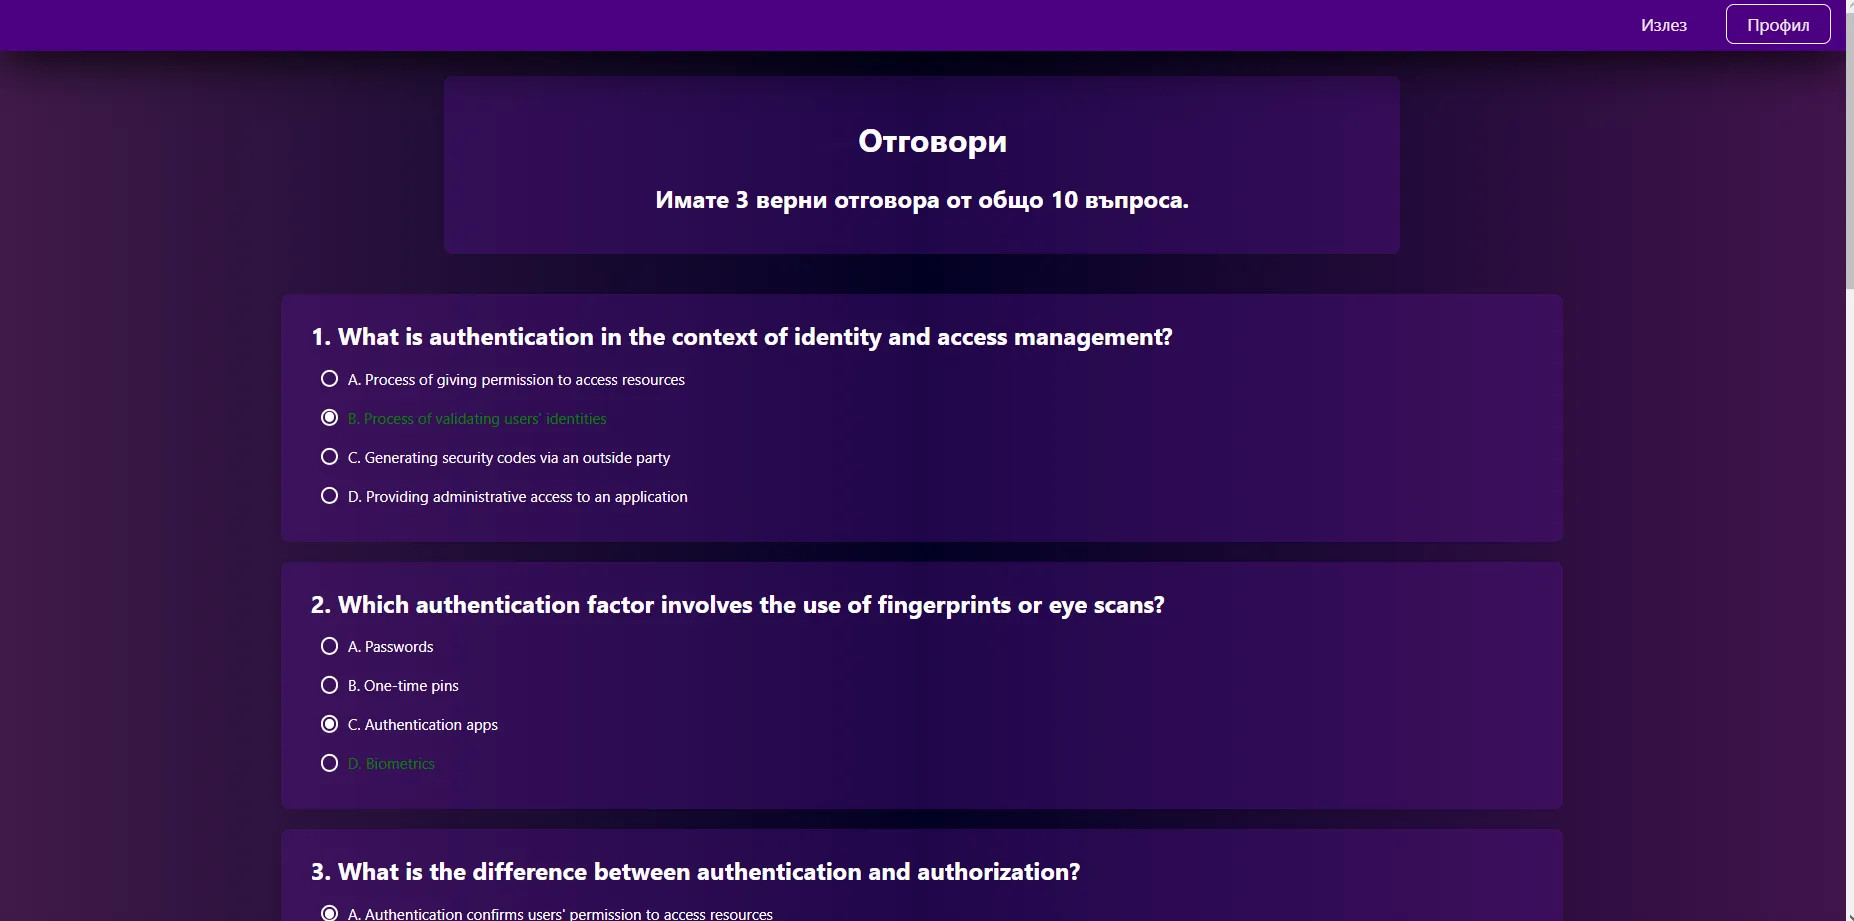 Излез
Профил
Отговори
Имате 3 верни отговора от общо 10 въпроса.
1. What is authentication in the context of identity and access management?
A. Process of giving permission to access resources
B. Process of validating users' identities
C. Generating security codes via an outside party
D. Providing administrative access to an application
2. Which authentication factor involves the use of fingerprints or eye scans?
A. Passwords
B. One-time pins
C. Authentication apps
D. Biometrics
3. What is the difference between authentication and authorization?
A. Authentication confirms users' permission to access resources